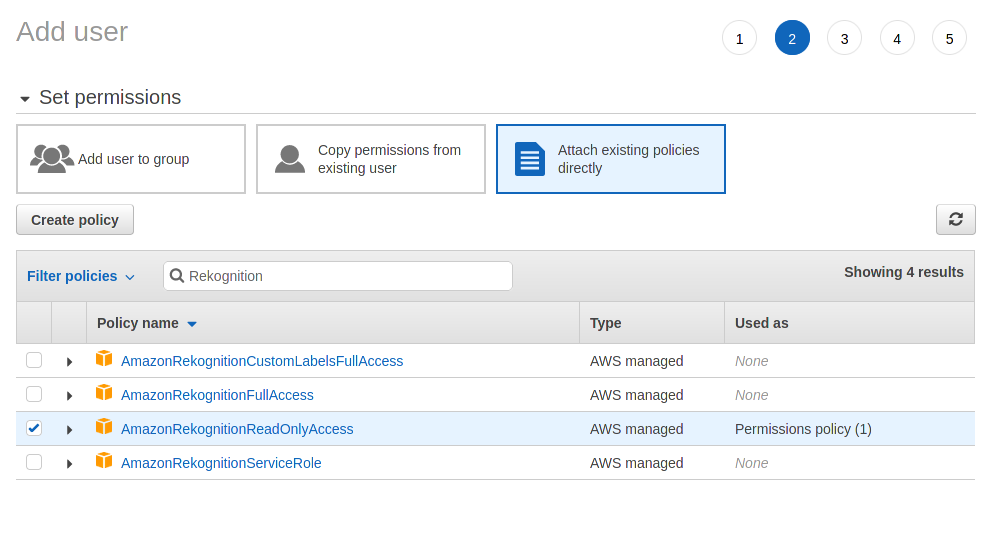 Add user
1 2 3 4 5
Set permissions
Add user to group
Copy permissions from
existing user
Attach existing policies
directly
Create policy
Filter policies Rekognition Showing 4 results
Policy name Type Used as
AmazonRekognitionCustomLabelsFullAccess AWS managed None
AmazonRekognitionFullAccess AWS managed None
AmazonRekognitionReadOnlyAccess AWS managed Permissions policy (1)
AmazonRekognitionServiceRole AWS managed None